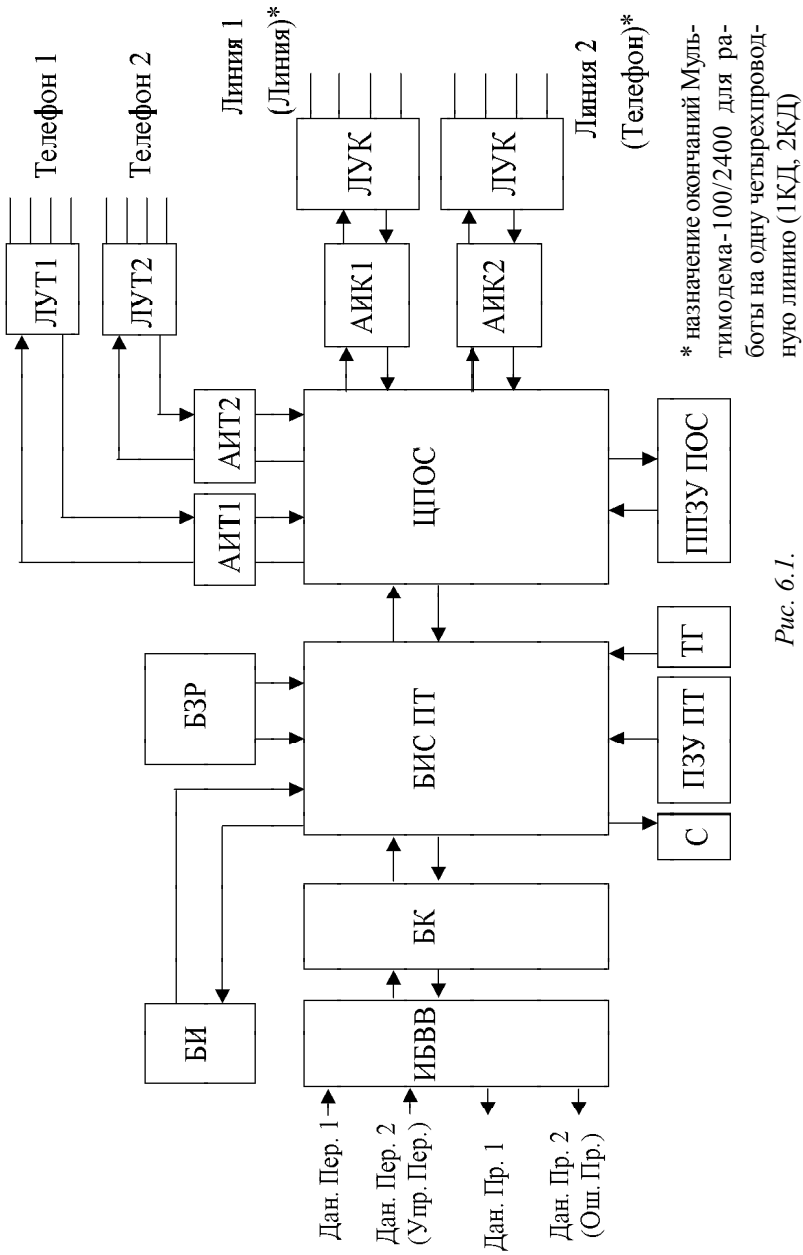 Телефон 1
Телефон 2
Линия 1
(Линия)*
Линия 2
(Телефон)*
ЛУТ1
ЛУТ2
ЛУК
ЛУК
АИТ1
АИТ2
АИК1
АИК2
БЗР
ЦПОС
БИ
БИС ПТ
БК
ИБВВ
С
ПЗУ ПТ
ТГ
ППЗУ ПОС
Дан. Пер. 1
Дан. Пер. 2
(Упр. Пер.)
Дан. Пр. 1
Дан. Пр. 2
(Ош. Пр.)
* назначение окончаний Муль-
тимодема-100/2400 для ра-
боты на одну четырехпровод-
ную линию (1КД, 2КД)
Рис. 6.1.